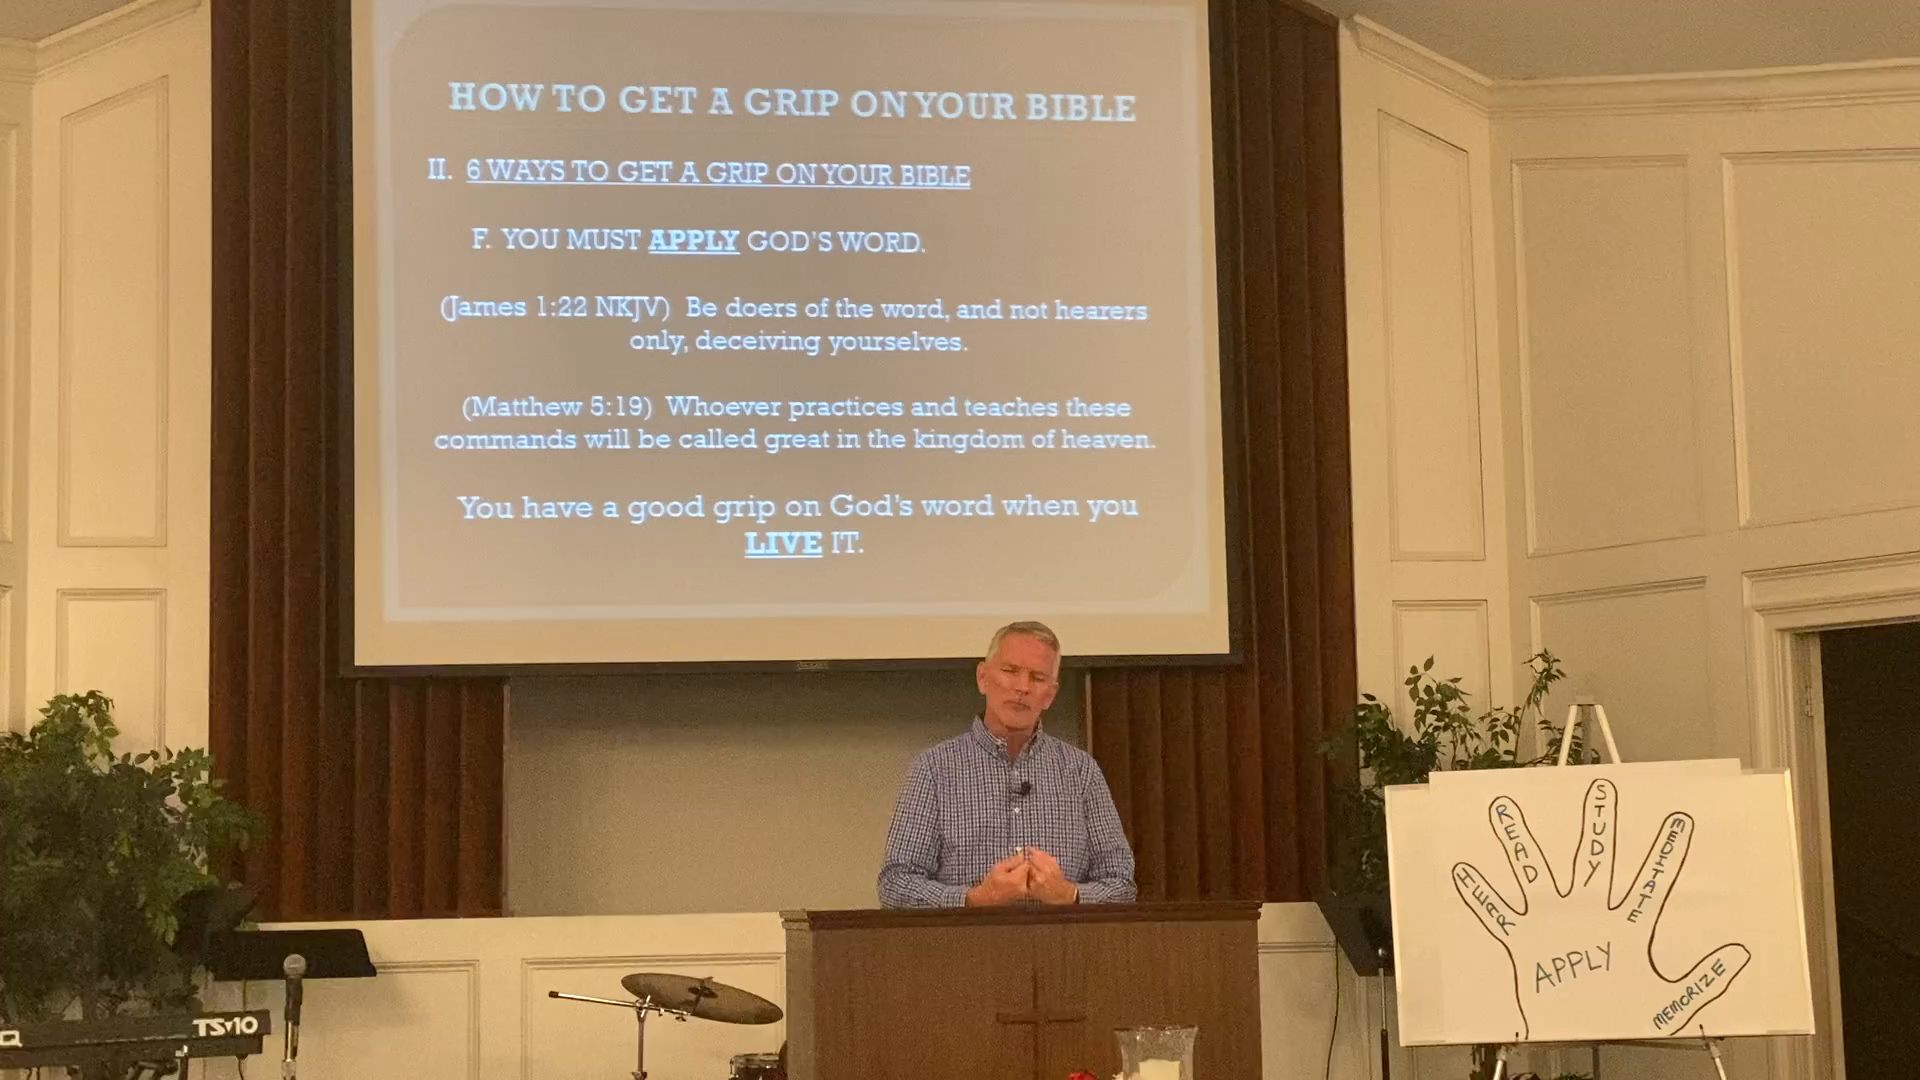 HOW TO GET A GRIP ON YOUR BIBLE
II. 6 WAYS TO GET A GRIP ON YOUR BIBLE
F. YOU MUST APPLY GOD'S WORD.
(James 1:22 NKJV) Be doers of the word, and not hearers
only, deceiving yourselves.
(Matthew 5:19) Whoever practices and teaches these
commands will be called great in the kingdom of heaven.
You have a good grip on God's word when you
LIVE IT.
HEAR
READ
STUDY
MEDITATE
MEMORIZE
APPLY
TSV10